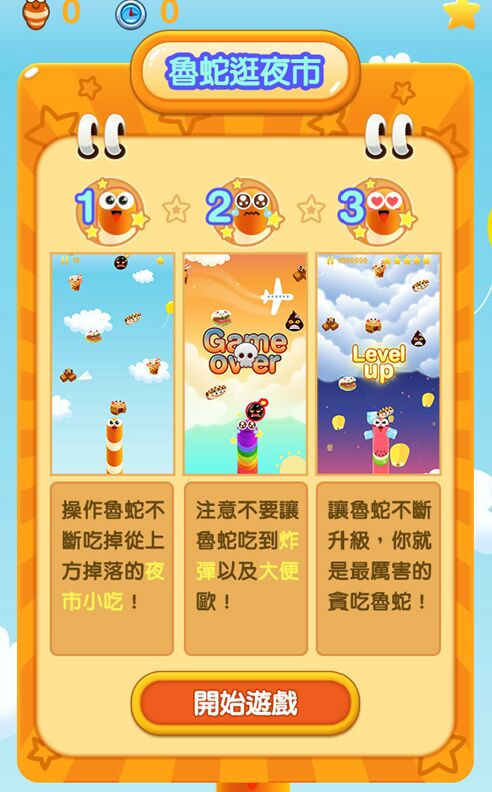 0
0
魯蛇逛夜市
1
2
3
Game
over
1999999
Level
up
操作魯蛇不
斷吃掉從上
方掉落的夜
市小吃！
注意不要讓
魯蛇吃到炸
彈以及大便
歐！
讓魯蛇不斷
升級，你就
是最厲害的
貪吃魯蛇！
開始遊戲